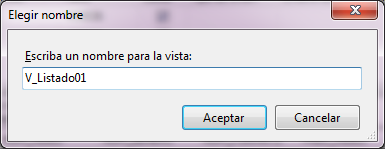 Elegir nombre
Escriba un nombre para la vista:
V_Listado01
Aceptar
Cancelar